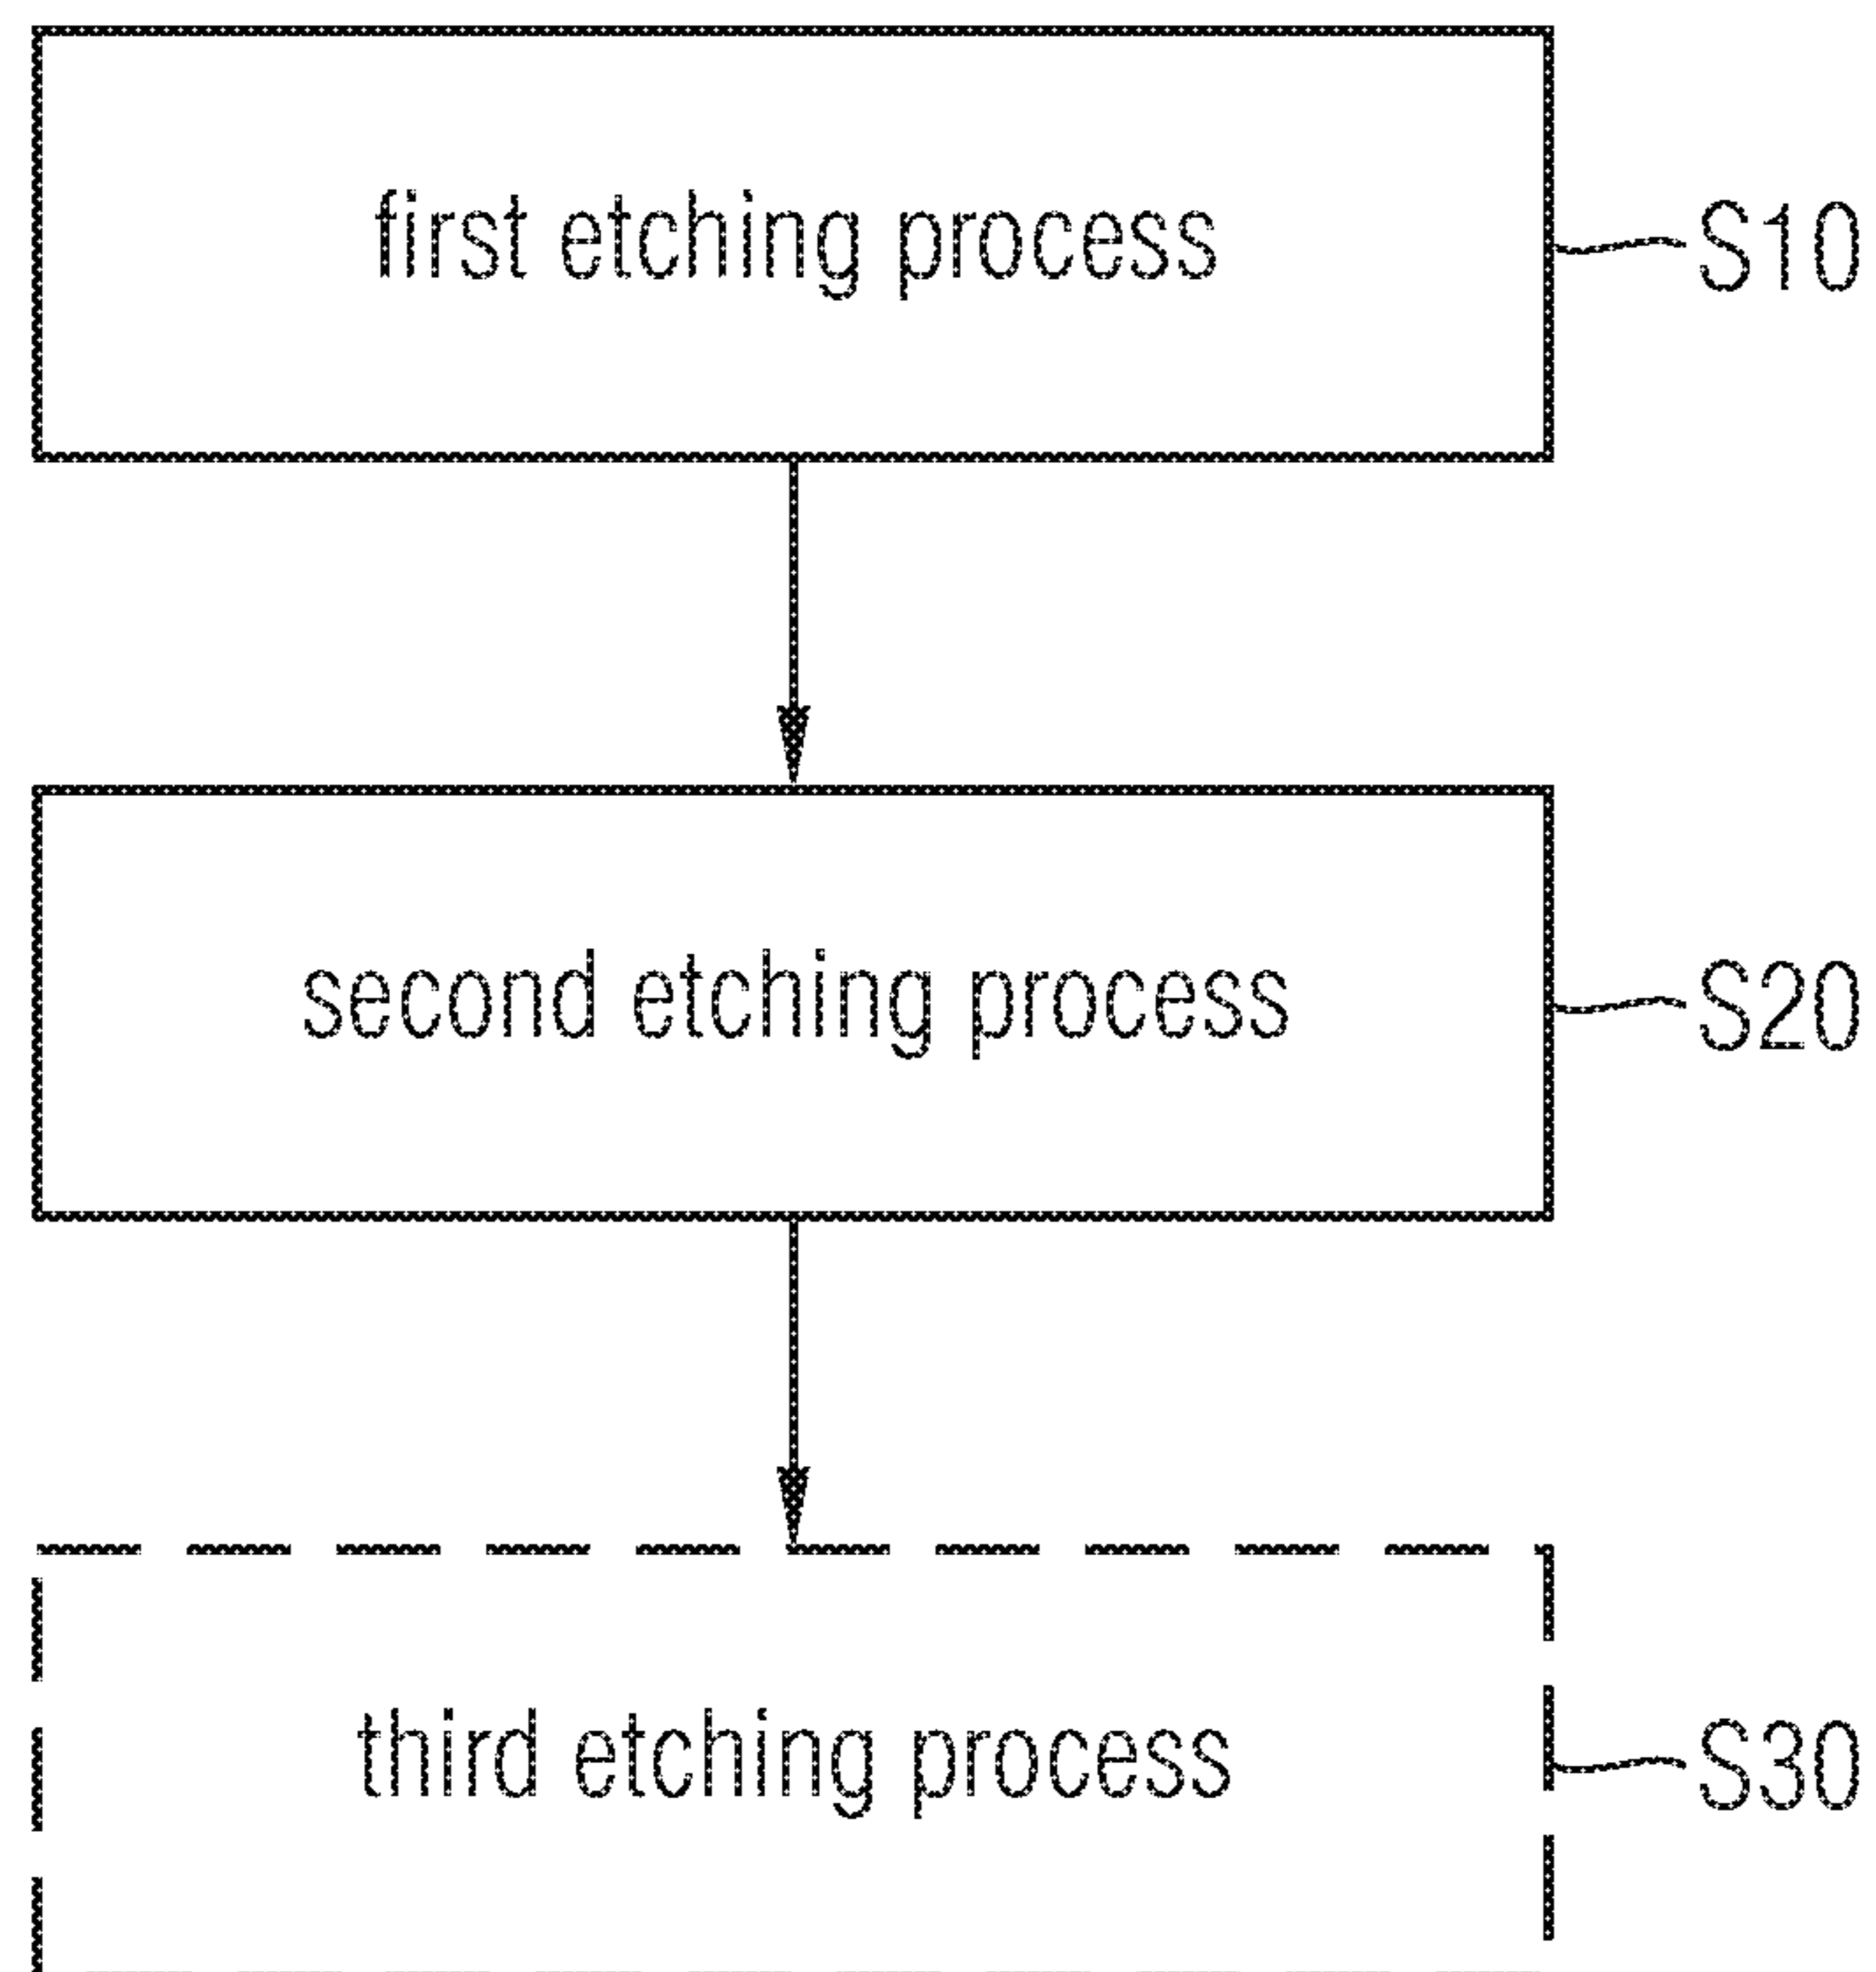 first etching process
S10
second etching process
S20
third etching process
S30